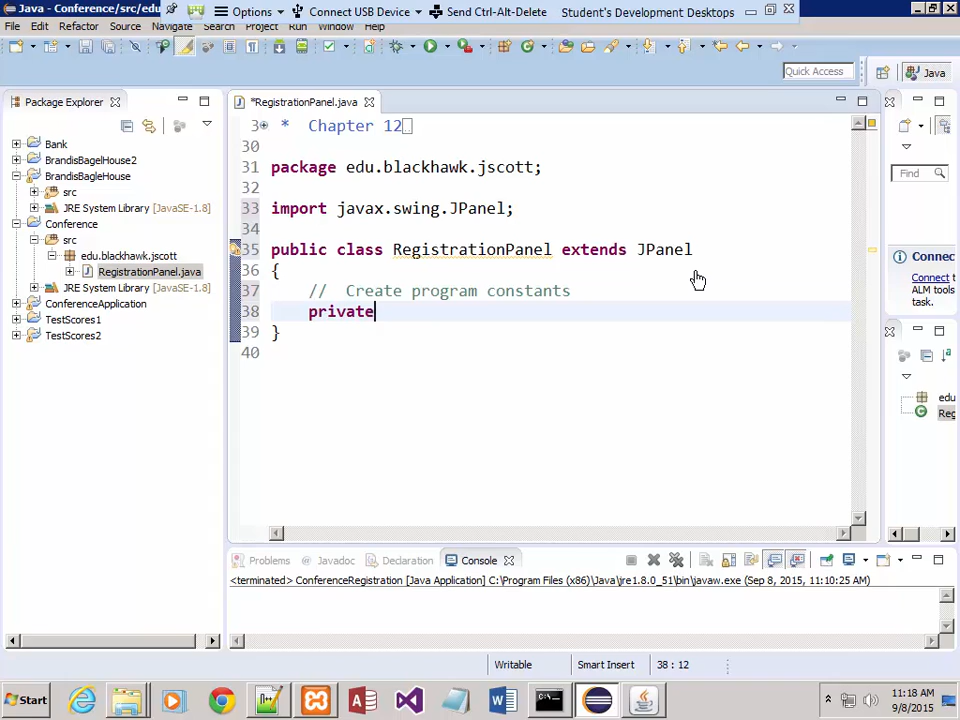 Java - Conference/src/edu
Options
Connect USB Device
Send Ctrl-Alt-Delete
Student's Development Desktops
File Edit Refactor Source Navigate Search Project Run Window Help
Quick Access
Java
Package Explorer
*RegistrationPanel.java
Bank
BrandisBagelHouse2
BrandisBagleHouse
src
JRE System Library [JavaSE-1.8]
Conference
src
edu.blackhawk.jscott
RegistrationPanel.java
JRE System Library [JavaSE-1.8]
ConferenceApplication
TestScores1
TestScores2
3 * Chapter 12
30
31 package edu.blackhawk.jscott;
32
33 import javax.swing.JPanel;
34
35 public class RegistrationPanel extends JPanel
36 {
37 // Create program constants
38 private
39 }
40
Find
Connec
Connect to
ALM tools
task.
edu
Reg
Problems
Javadoc
Declaration
Console
<terminated> ConferenceRegistration [Java Application] C:\Program Files (x86)\Java\jre1.8.0_51\bin\javaw.exe (Sep 8, 2015, 11:10:25 AM)
Writable
Smart Insert
38 : 12
Start
11:18 AM
9/8/2015